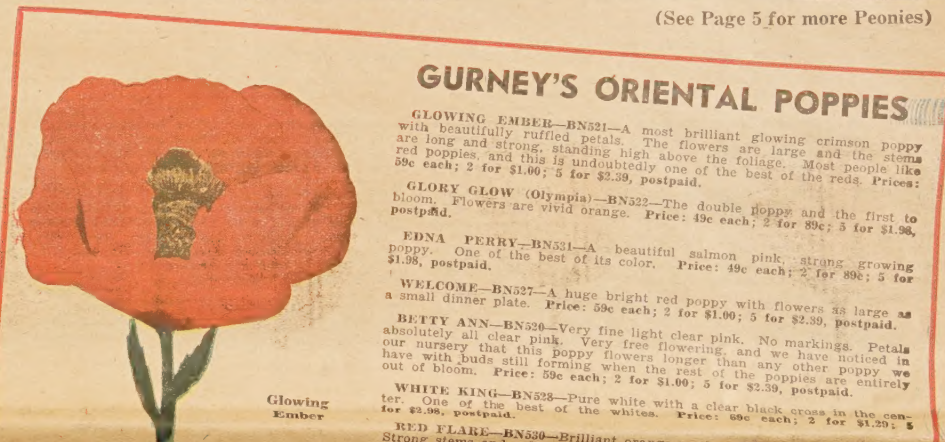 (See Page 5 for more Peonies)
GURNEY'S ORIENTAL POPPIES
GLOWING EMBER—BN521—A most brilliant glowing crimson poppy
with beautifully ruffled petals. The flowers are large and the stems
are long and strong, standing high above the foliage. Most people like
red poppies, and this is undoubtedly one of the best of the reds. Prices:
59c each; 2 for $1.00; 5 for $2.39, postpaid.
GLORY GLOW (Olympia)—BN522—The double poppy and the first to
bloom. Flowers are vivid orange. Price: 49c each; 2 for 89c; 5 for $1.98,
postpaid.
EDNA PERRY—BN531—A beautiful salmon pink, strong growing
poppy. One of the best of its color. Price: 49c each; 2 for 89c; 5 for
$1.98, postpaid.
WELCOME—BN527—A huge bright red poppy with flowers as large as
a small dinner plate. Price: 59c each; 2 for $1.00; 5 for $2.39, postpaid.
BETTY ANN—BN520—Very fine light clear pink. No markings. Petals
absolutely all clear pink. Very free flowering, and we have noticed in
our nursery that this poppy flowers longer than any other poppy we
have with buds still forming when the rest of the poppies are entirely
out of bloom. Price: 59c each; 2 for $1.00; 5 for $2.39, postpaid.
WHITE KING—BN528—Pure white with a clear black cross in the cen-
ter. One of the best of the whites. Price: 69c each; 2 for $1.29; 5
for $2.98, postpaid.
RED FLARE—BN530—Brilliant
Strong stems
Glowing
Ember